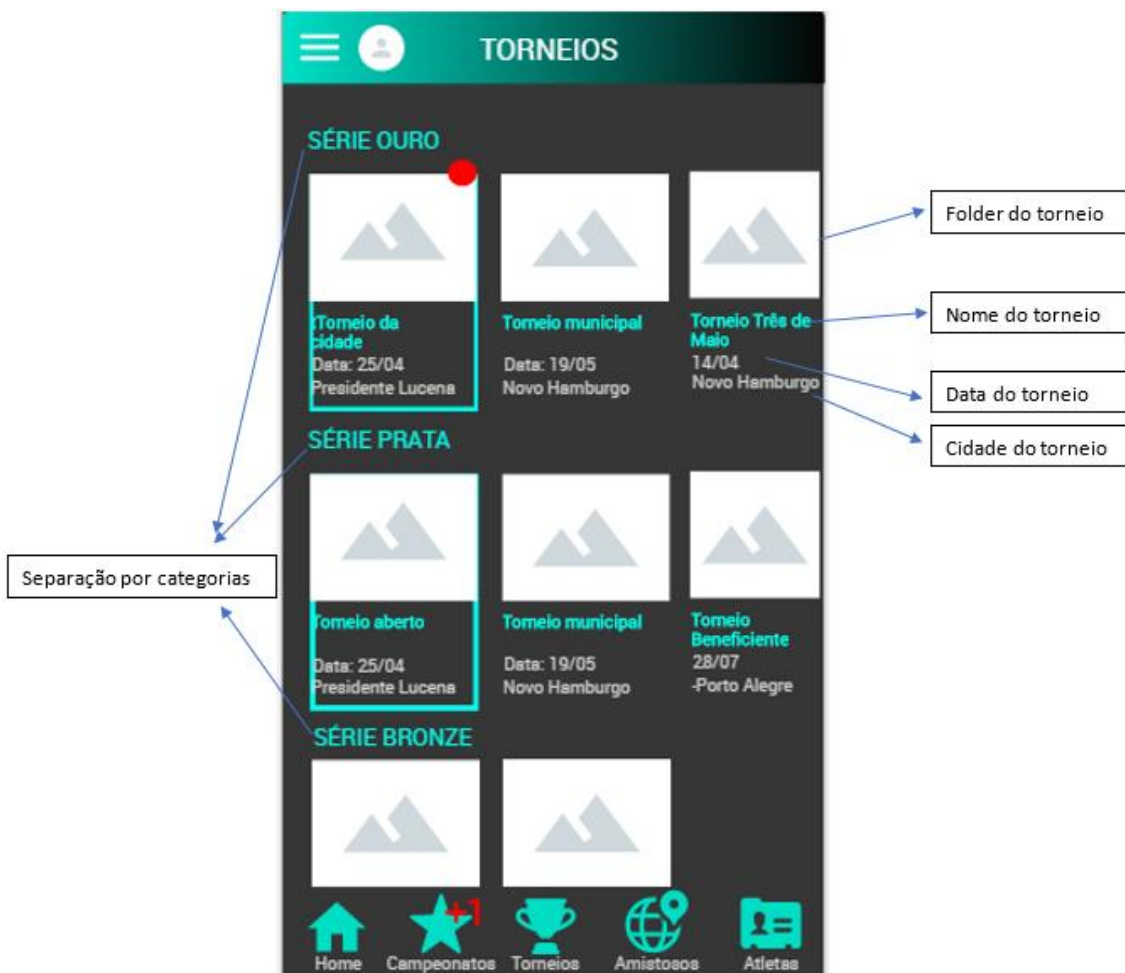 TORNEIOS
SÉRIE OURO
Torneio da
cidade
Data: 25/04
Presidente Lucena
Torneio municipal
Data: 19/05
Novo Hamburgo
Torneio Três de
Maio
14/04
Novo Hamburgo
Folder do torneio
Nome do torneio
Data do torneio
Cidade do torneio
SÉRIE PRATA
Torneio aberto
Data: 25/04
Presidente Lucena
Torneio municipal
Data: 19/05
Novo Hamburgo
Torneio
Beneficiente
28/07
-Porto Alegre
Separação por categorias
SÉRIE BRONZE
+1
Home
Campeonatos
Torneios
Amistosos
Atletas